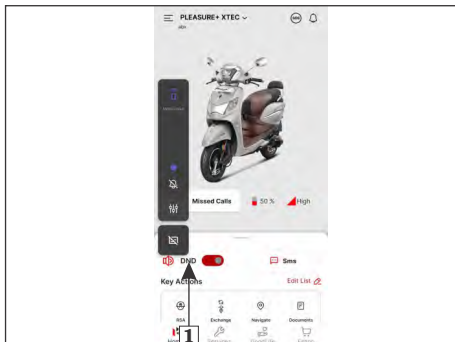 PLEASURE+ XTEC
Missed Calls
50 %
High
DND
Sms
Key Actions
Edit List
RSA
Exchange
Navigate
Documents
1